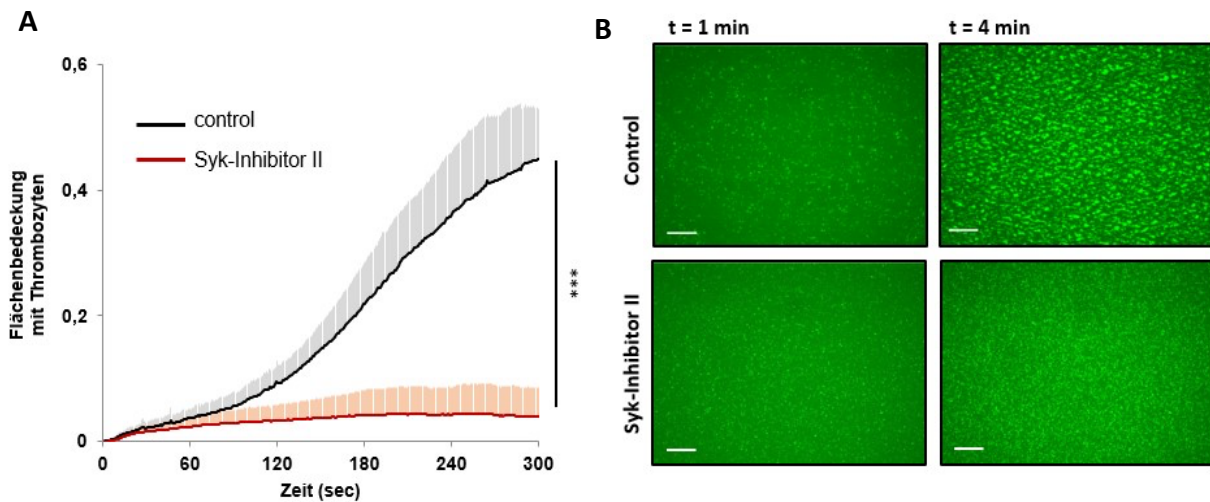 A
0,6
0,4
0,2
0
Flächenbedeckung
mit Thrombozyten
control
Syk-Inhibitor II
***
0
60
120
180
240
300
Zeit (sec)
B
t = 1 min
t = 4 min
Control
Syk-Inhibitor II